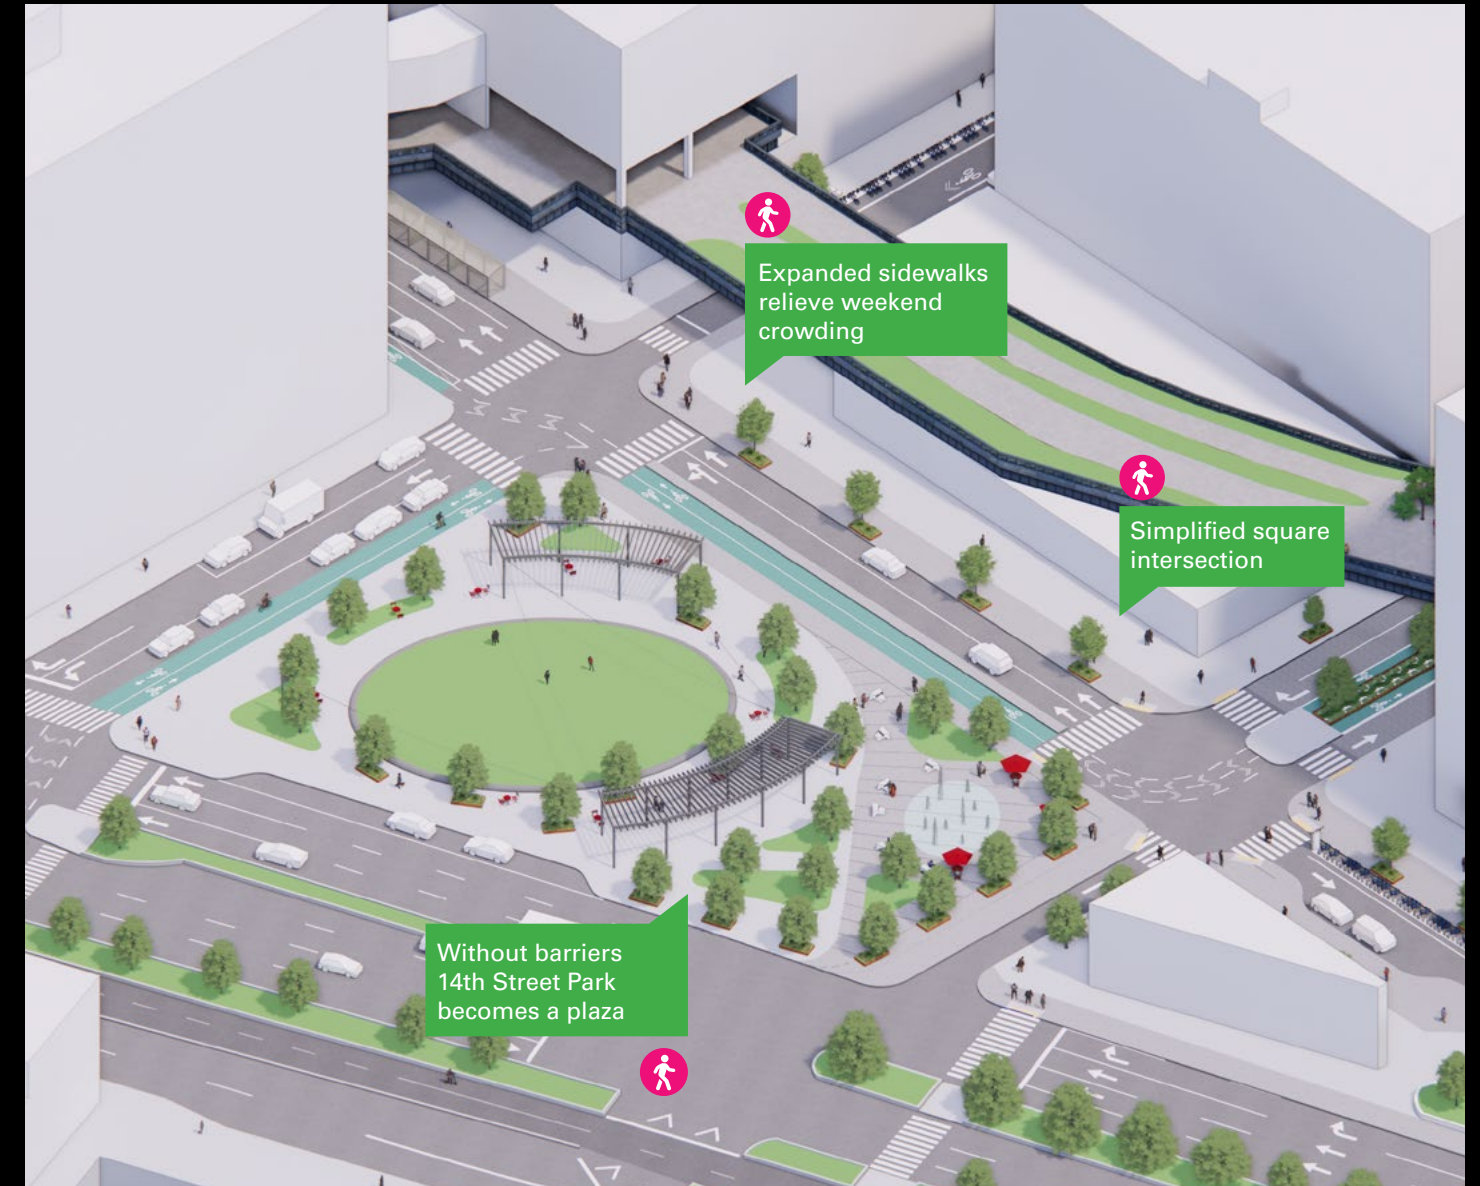 Expanded sidewalks
relieve weekend
crowding
Simplified square
intersection
Without barriers
14th Street Park
becomes a plaza